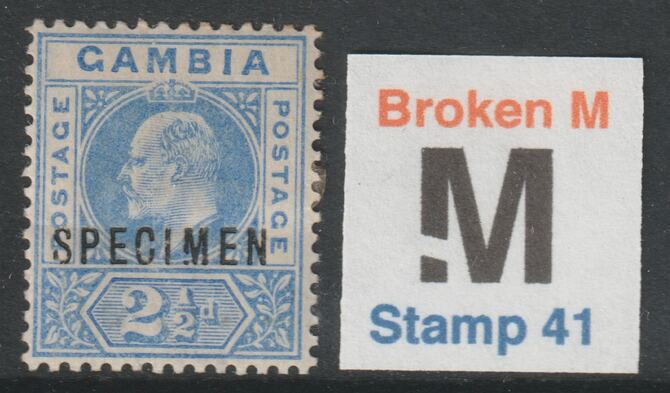 GAMBIA
POSTAGE
POSTAGE
SPECIMEN
2½d
Broken M
M
Stamp 41